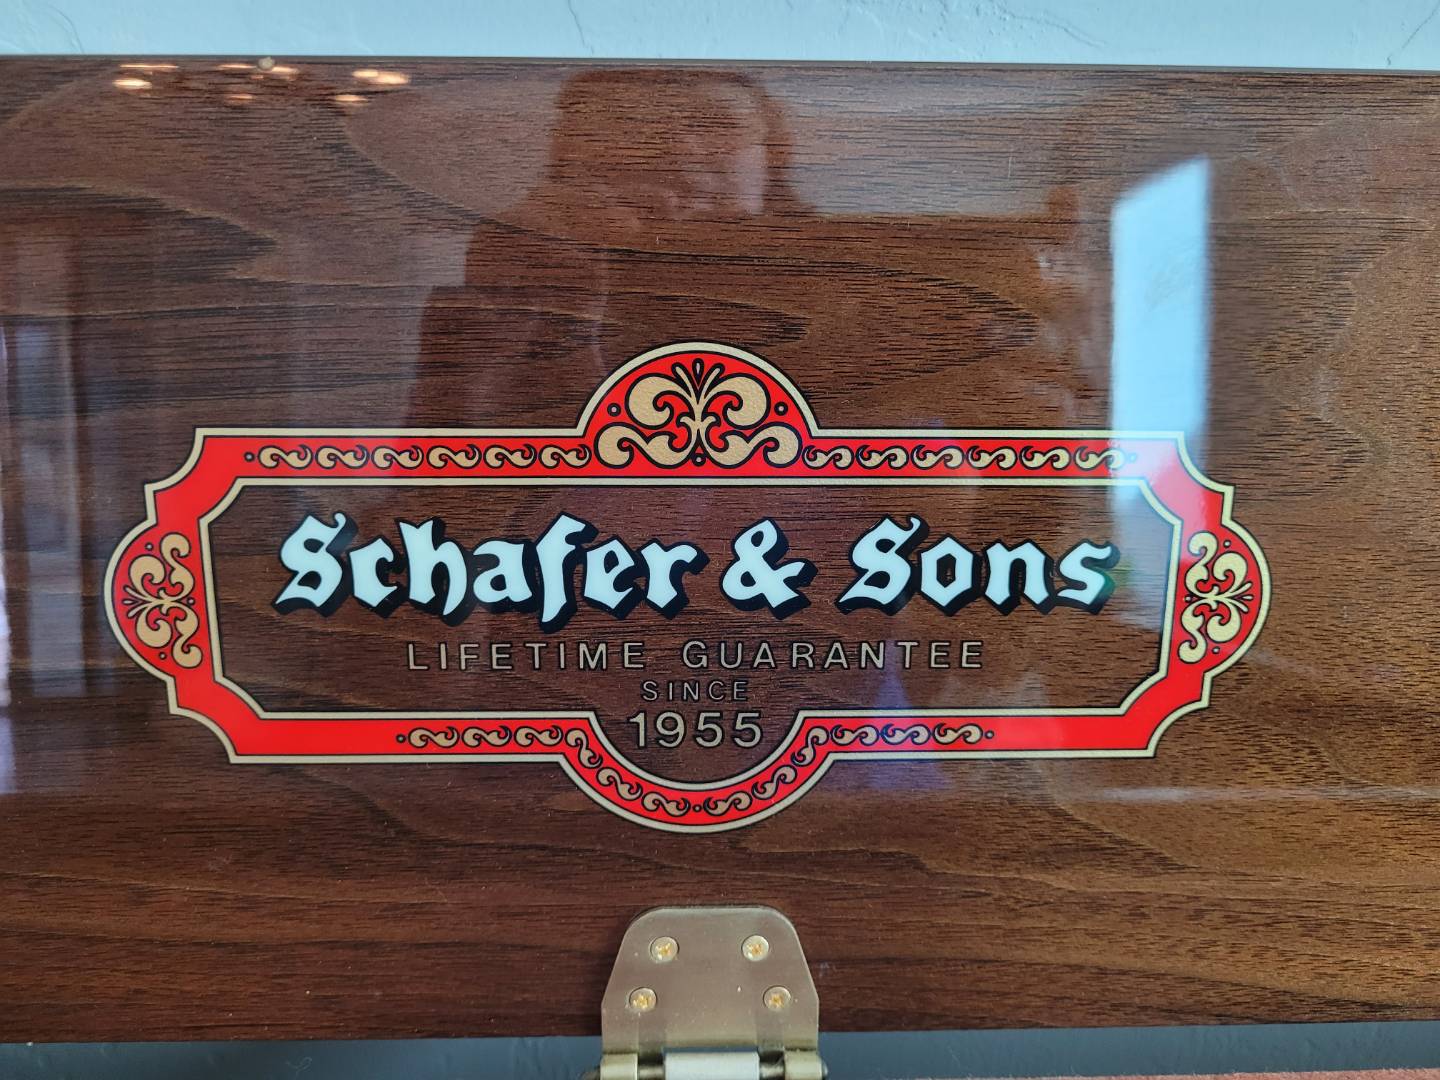 Schafer & Sons
LIFETIME GUARANTEE
SINCE
1955